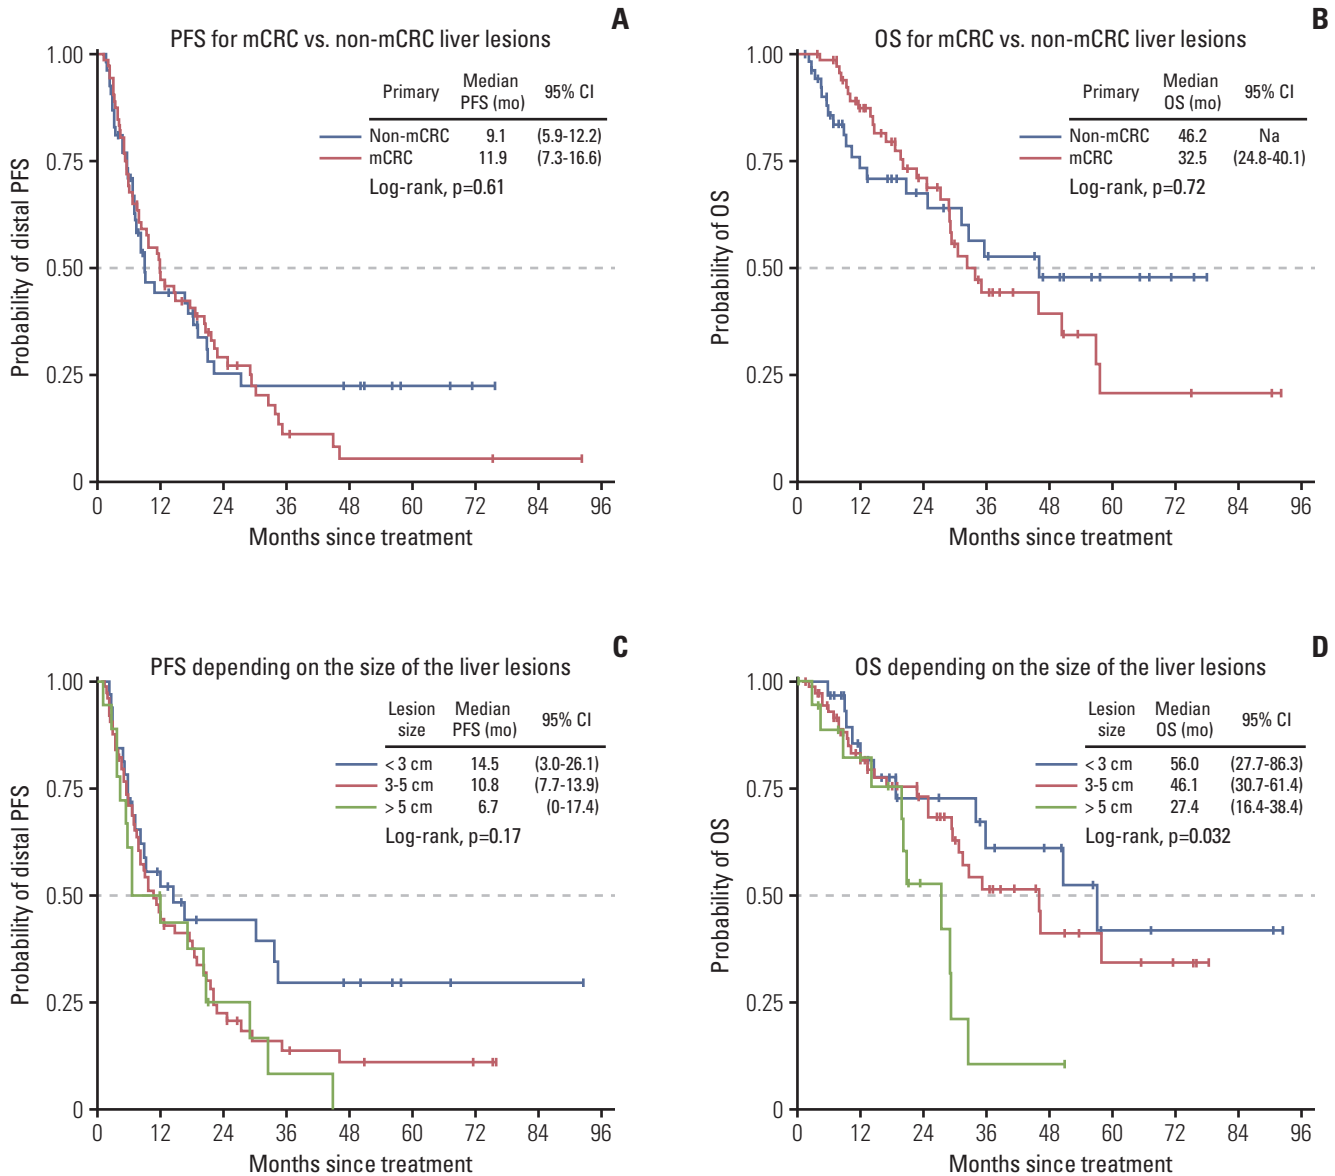 A
PFS for mCRC vs. non-mCRC liver lesions
Primary Median PFS (mo) 95% CI
Non-mCRC 9.1 (5.9-12.2)
mCRC 11.9 (7.3-16.6)
Log-rank, p=0.61
Probability of distal PFS
1.00
0.75
0.50
0.25
0
0 12 24 36 48 60 72 84 96
Months since treatment
B
OS for mCRC vs. non-mCRC liver lesions
Primary Median OS (mo) 95% CI
Non-mCRC 46.2 Na
mCRC 32.5 (24.8-40.1)
Log-rank, p=0.72
Probability of OS
1.00
0.75
0.50
0.25
0
0 12 24 36 48 60 72 84 96
Months since treatment
C
PFS depending on the size of the liver lesions
Lesion size Median PFS (mo) 95% CI
< 3 cm 14.5 (3.0-26.1)
3-5 cm 10.8 (7.7-13.9)
> 5 cm 6.7 (0-17.4)
Log-rank, p=0.17
Probability of distal PFS
1.00
0.75
0.50
0.25
0
0 12 24 36 48 60 72 84 96
Months since treatment
D
OS depending on the size of the liver lesions
Lesion size Median OS (mo) 95% CI
< 3 cm 56.0 (27.7-86.3)
3-5 cm 46.1 (30.7-61.4)
> 5 cm 27.4 (16.4-38.4)
Log-rank, p=0.032
Probability of OS
1.00
0.75
0.50
0.25
0
0 12 24 36 48 60 72 84 96
Months since treatment